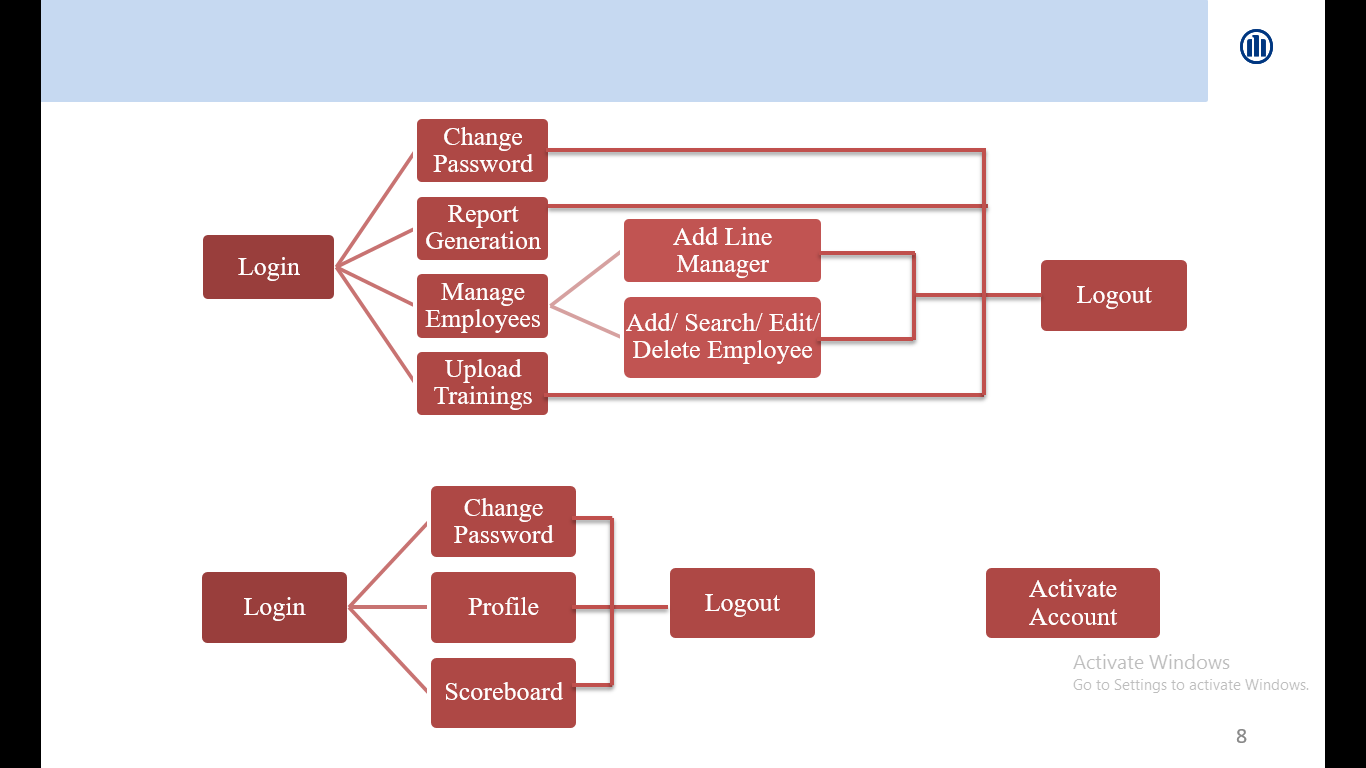 Change
Password
Report
Generation
Login
Manage
Employees
Upload
Trainings
Add Line
Manager
Add/ Search/ Edit/
Delete Employee
Logout
Change
Password
Login
Profile
Scoreboard
Logout
Activate
Account
Activate Windows
Go to Settings to activate Windows.
8